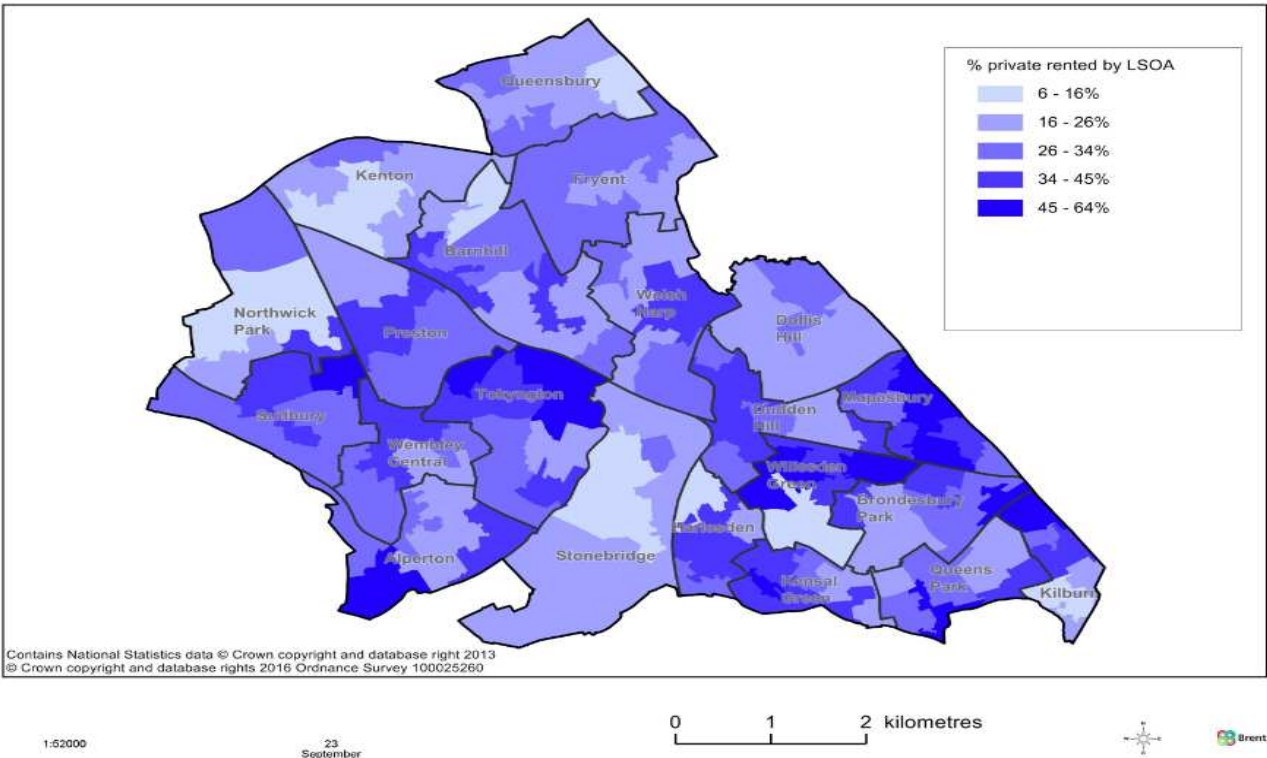 % private rented by LSOA
6 - 16%
16 - 26%
26 - 34%
34 - 45%
45 - 64%
Queensbury
Kenton
Fryent
Barnhill
Northwick
Park
Welsh
Harp
Dollis
Hill
Preston
Tokyngton
Sudbury
Dudden
Hill
Mapesbury
Wembley
Central
Willesden
Green
Brondesbury
Park
Harlesden
Stonebridge
Alperton
Kensal
Green
Queens
Park
Kilburn
Contains National Statistics data © Crown copyright and database right 2013
© Crown copyright and database rights 2016 Ordnance Survey 100025260
0 1 2 kilometres
1:52000
23
September
Brent